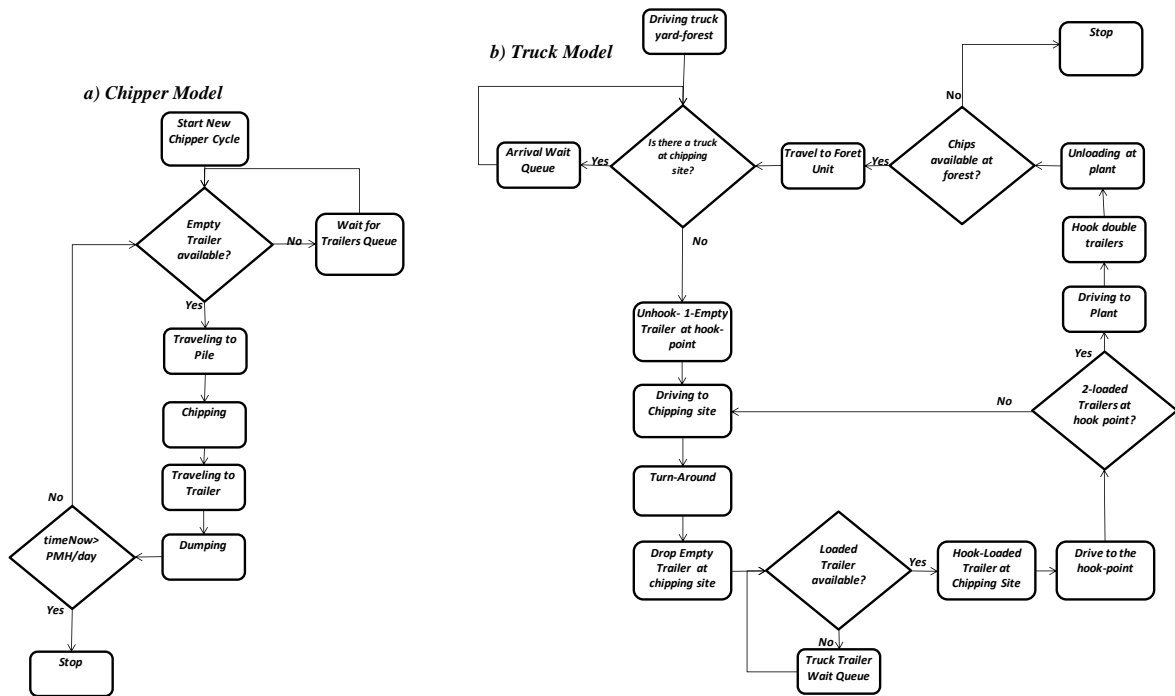 a) Chipper Model
Start New
Chipper Cycle
Empty
Trailer
available?
No
Wait for
Trailers Queue
Yes
Traveling to
Pile
Chipping
Traveling to
Trailer
Dumping
timeNow>
PMH/day
No
Yes
Stop
b) Truck Model
Driving truck
yard-forest
Is there a truck
at chipping
site?
Yes
Arrival Wait
Queue
No
Unhook- 1-Empty
Trailer at hook-
point
Driving to
Chipping site
Turn-Around
Drop Empty
Trailer at
chipping site
Loaded
Trailer
available?
No
Truck Trailer
Wait Queue
Yes
Hook-Loaded
Trailer at
Chipping Site
Drive to the
hook-point
2-loaded
Trailers at
hook point?
No
Yes
Driving to
Plant
Hook double
trailers
Unloading at
plant
Chips
available at
forest?
No
Stop
Yes
Travel to Foret
Unit